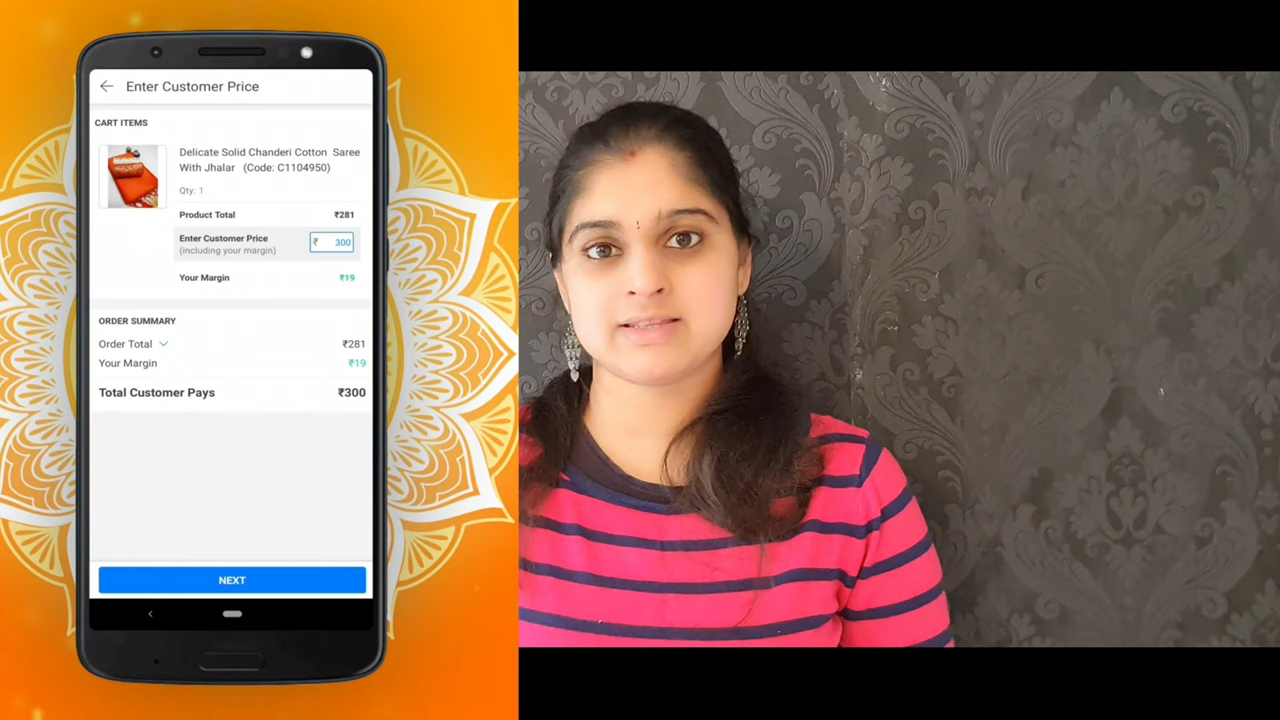 Enter Customer Price
CART ITEMS
Delicate Solid Chanderi Cotton Saree
With Jhalar (Code: C1104950)
Qty: 1
Product Total ₹281
Enter Customer Price ₹ 300
(including your margin)
Your Margin ₹19
ORDER SUMMARY
Order Total ₹281
Your Margin ₹19
Total Customer Pays ₹300
NEXT